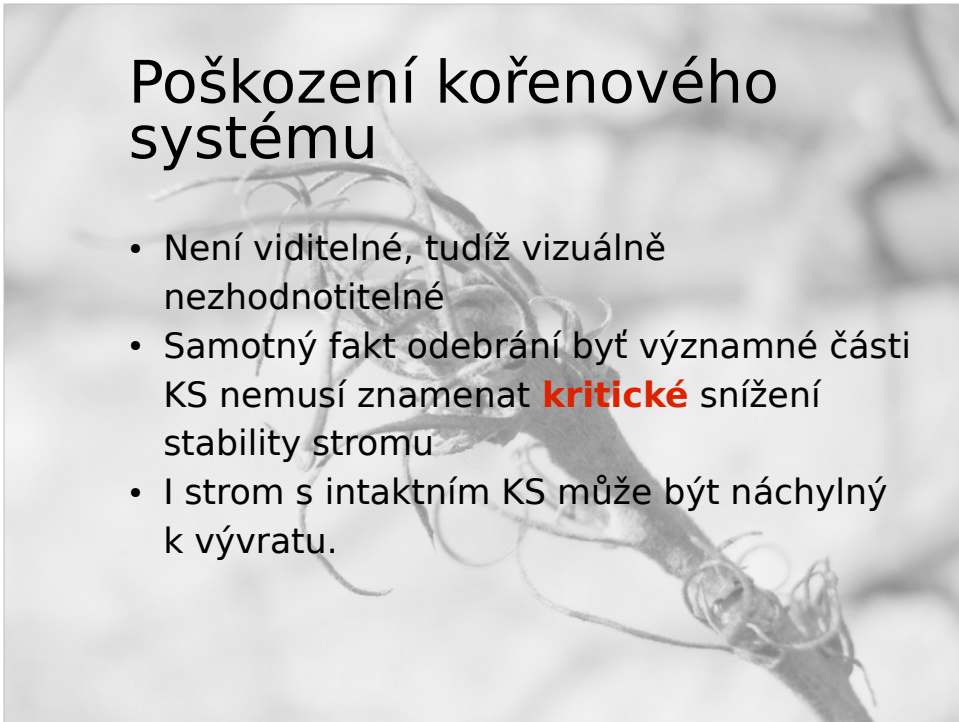 Poškození kořenového
systému
• Není viditelné, tudíž vizuálně
nezhodnotitelné
• Samotný fakt odebrání byť významné části
KS nemusí znamenat kritické snížení
stability stromu
• I strom s intaktním KS může být náchylný
k vývratu.